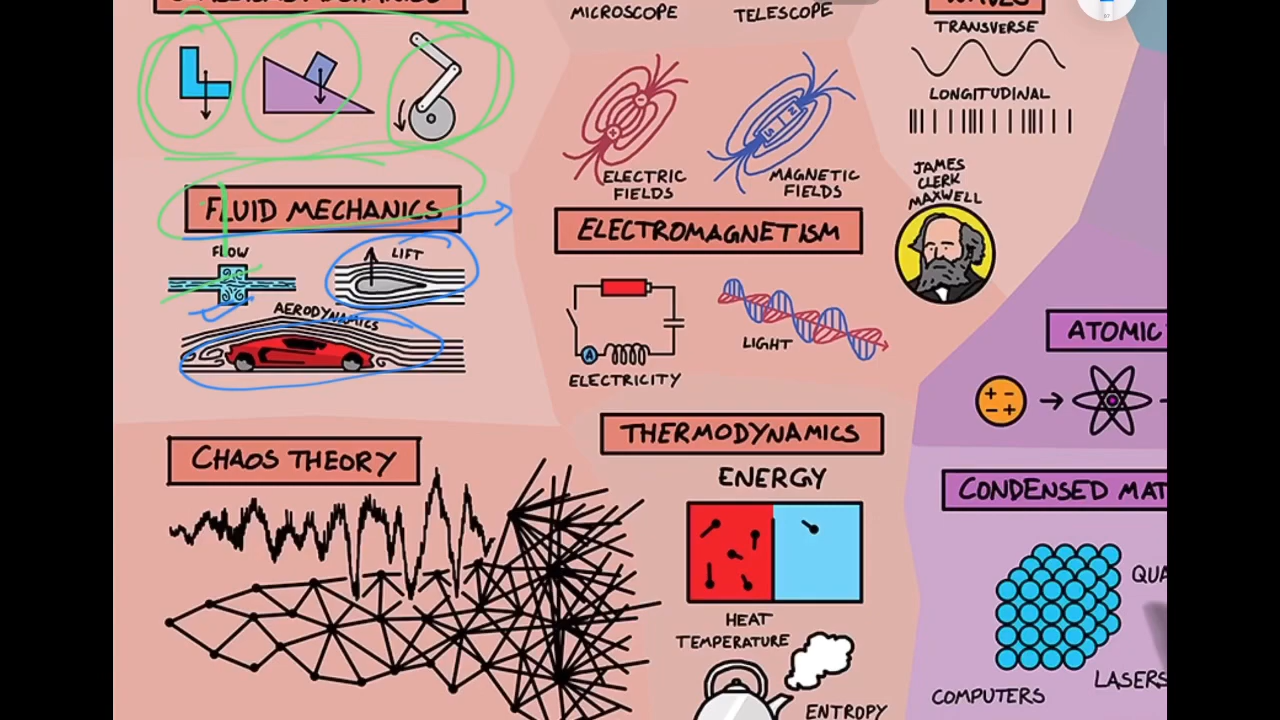 MICROSCOPE
TELESCOPE
TRANSVERSE
LONGITUDINAL
JAMES
CLERK
MAXWELL
ELECTRIC
FIELDS
MAGNETIC
FIELDS
FLUID MECHANICS
FLOW
LIFT
AERODYNAMICS
ELECTROMAGNETISM
A
ELECTRICITY
LIGHT
ATOMIC
CHAOS THEORY
THERMODYNAMICS
ENERGY
HEAT
TEMPERATURE
ENTROPY
CONDENSED MAT
QUA
LASERS
COMPUTERS